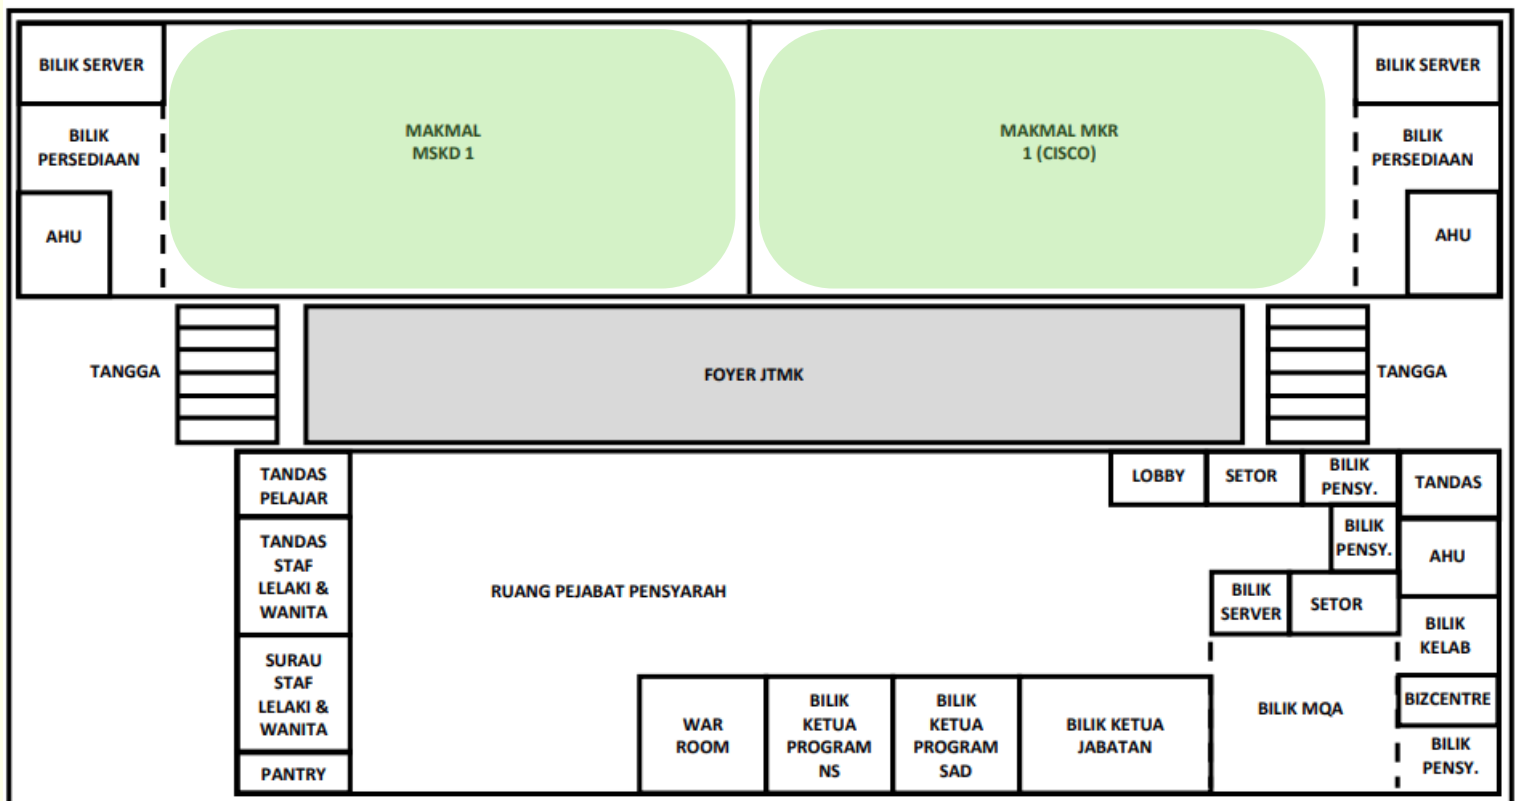 BILIK SERVER
BILIK
PERSEDIAAN
AHU
MAKMAL
MSKD 1
MAKMAL MKR
1 (CISCO)
BILIK SERVER
BILIK
PERSEDIAAN
AHU
TANGGA
FOYER JTMK
TANGGA
TANDAS
PELAJAR
TANDAS
STAF
LELAKI &
WANITA
SURAU
STAF
LELAKI &
WANITA
PANTRY
RUANG PEJABAT PENSYARAH
LOBBY
SETOR
BILIK
PENSY.
TANDAS
BILIK
PENSY.
AHU
BILIK
SERVER
SETOR
BILIK
KELAB
WAR
ROOM
BILIK
KETUA
PROGRAM
NS
BILIK
KETUA
PROGRAM
SAD
BILIK KETUA
JABATAN
BILIK MQA
BIZCENTRE
BILIK
PENSY.